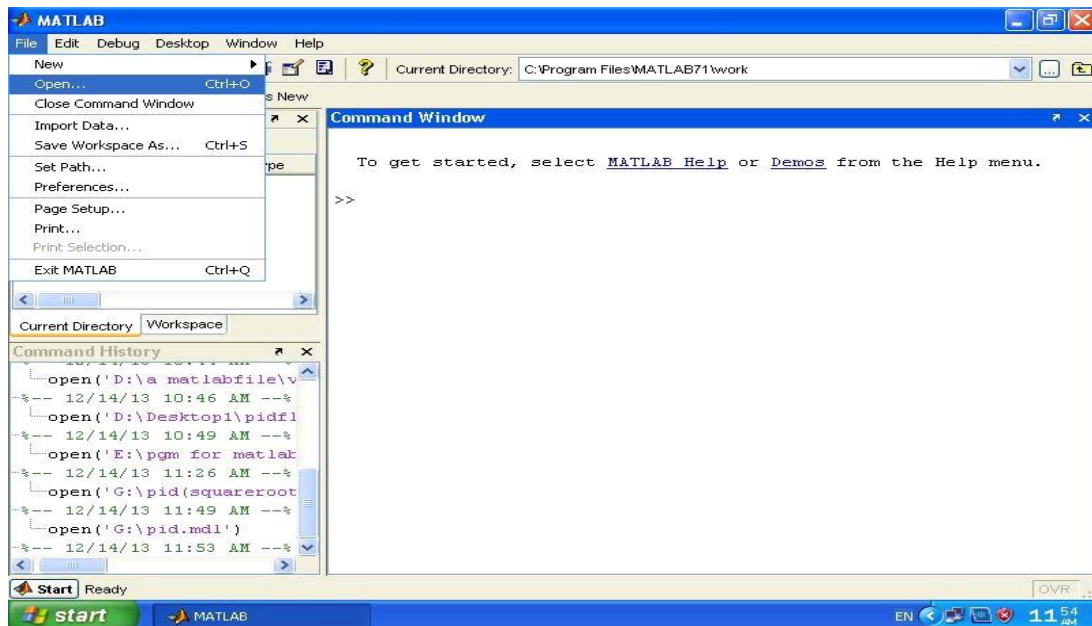 MATLAB
File Edit Debug Desktop Window Help
New
Open... Ctrl+O
Close Command Window
Import Data...
Save Workspace As... Ctrl+S
Set Path...
Preferences...
Page Setup...
Print...
Print Selection...
Exit MATLAB Ctrl+Q
Current Directory: C:\Program Files\MATLAB71\work
s New
pe
Current Directory Workspace
Command History
open('D:\a matlabfile\v
%-- 12/14/13 10:46 AM --%
open('D:\Desktop1\pidfl
%-- 12/14/13 10:49 AM --%
open('E:\pgm for matlab
%-- 12/14/13 11:26 AM --%
open('G:\pid(squareroot
%-- 12/14/13 11:49 AM --%
open('G:\pid.mdl')
%-- 12/14/13 11:53 AM --%
Command Window
To get started, select MATLAB Help or Demos from the Help menu.
>>
Start Ready
OVR
start MATLAB EN 11 54 AM